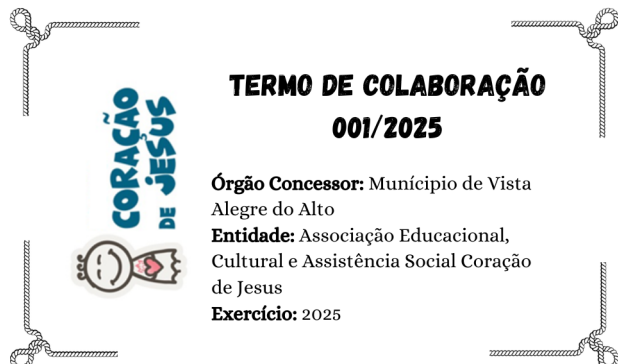 TERMO DE COLABORAÇÃO
001/2025
CORAÇÃO
DE JESUS
Órgão Concessor: Munícipio de Vista
Alegre do Alto
Entidade: Associação Educacional,
Cultural e Assistência Social Coração
de Jesus
Exercício: 2025